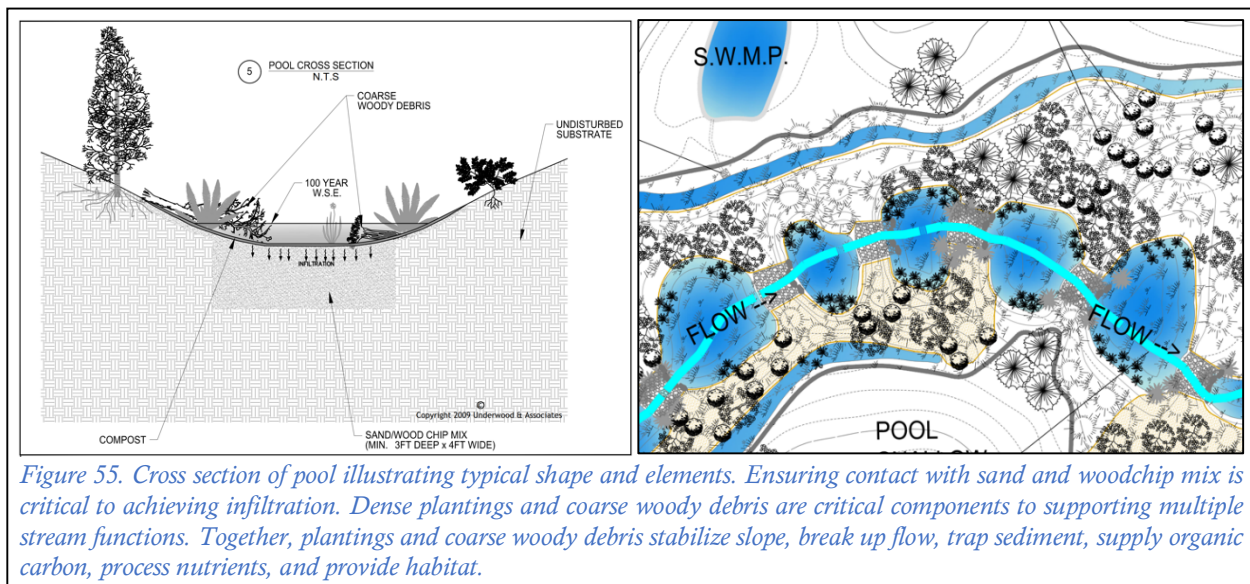 5
POOL CROSS SECTION
N.T.S
COARSE
WOODY DEBRIS
UNDISTURBED
SUBSTRATE
100 YEAR
W.S.E.
INFILTRATION
©
Copyright 2009 Underwood & Associates
COMPOST
SAND/WOOD CHIP MIX
(MIN. 3FT DEEP x 4FT WIDE)
S.W.M.P.
FLOW -->
FLOW -->
POOL
Figure 55. Cross section of pool illustrating typical shape and elements. Ensuring contact with sand and woodchip mix is
critical to achieving infiltration. Dense plantings and coarse woody debris are critical components to supporting multiple
stream functions. Together, plantings and coarse woody debris stabilize slope, break up flow, trap sediment, supply organic
carbon, process nutrients, and provide habitat.